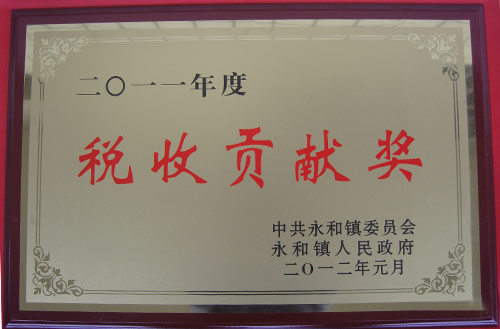 二〇一一年度
税收贡献奖
中共永和镇委员会
永和镇人民政府
二〇一二年元月